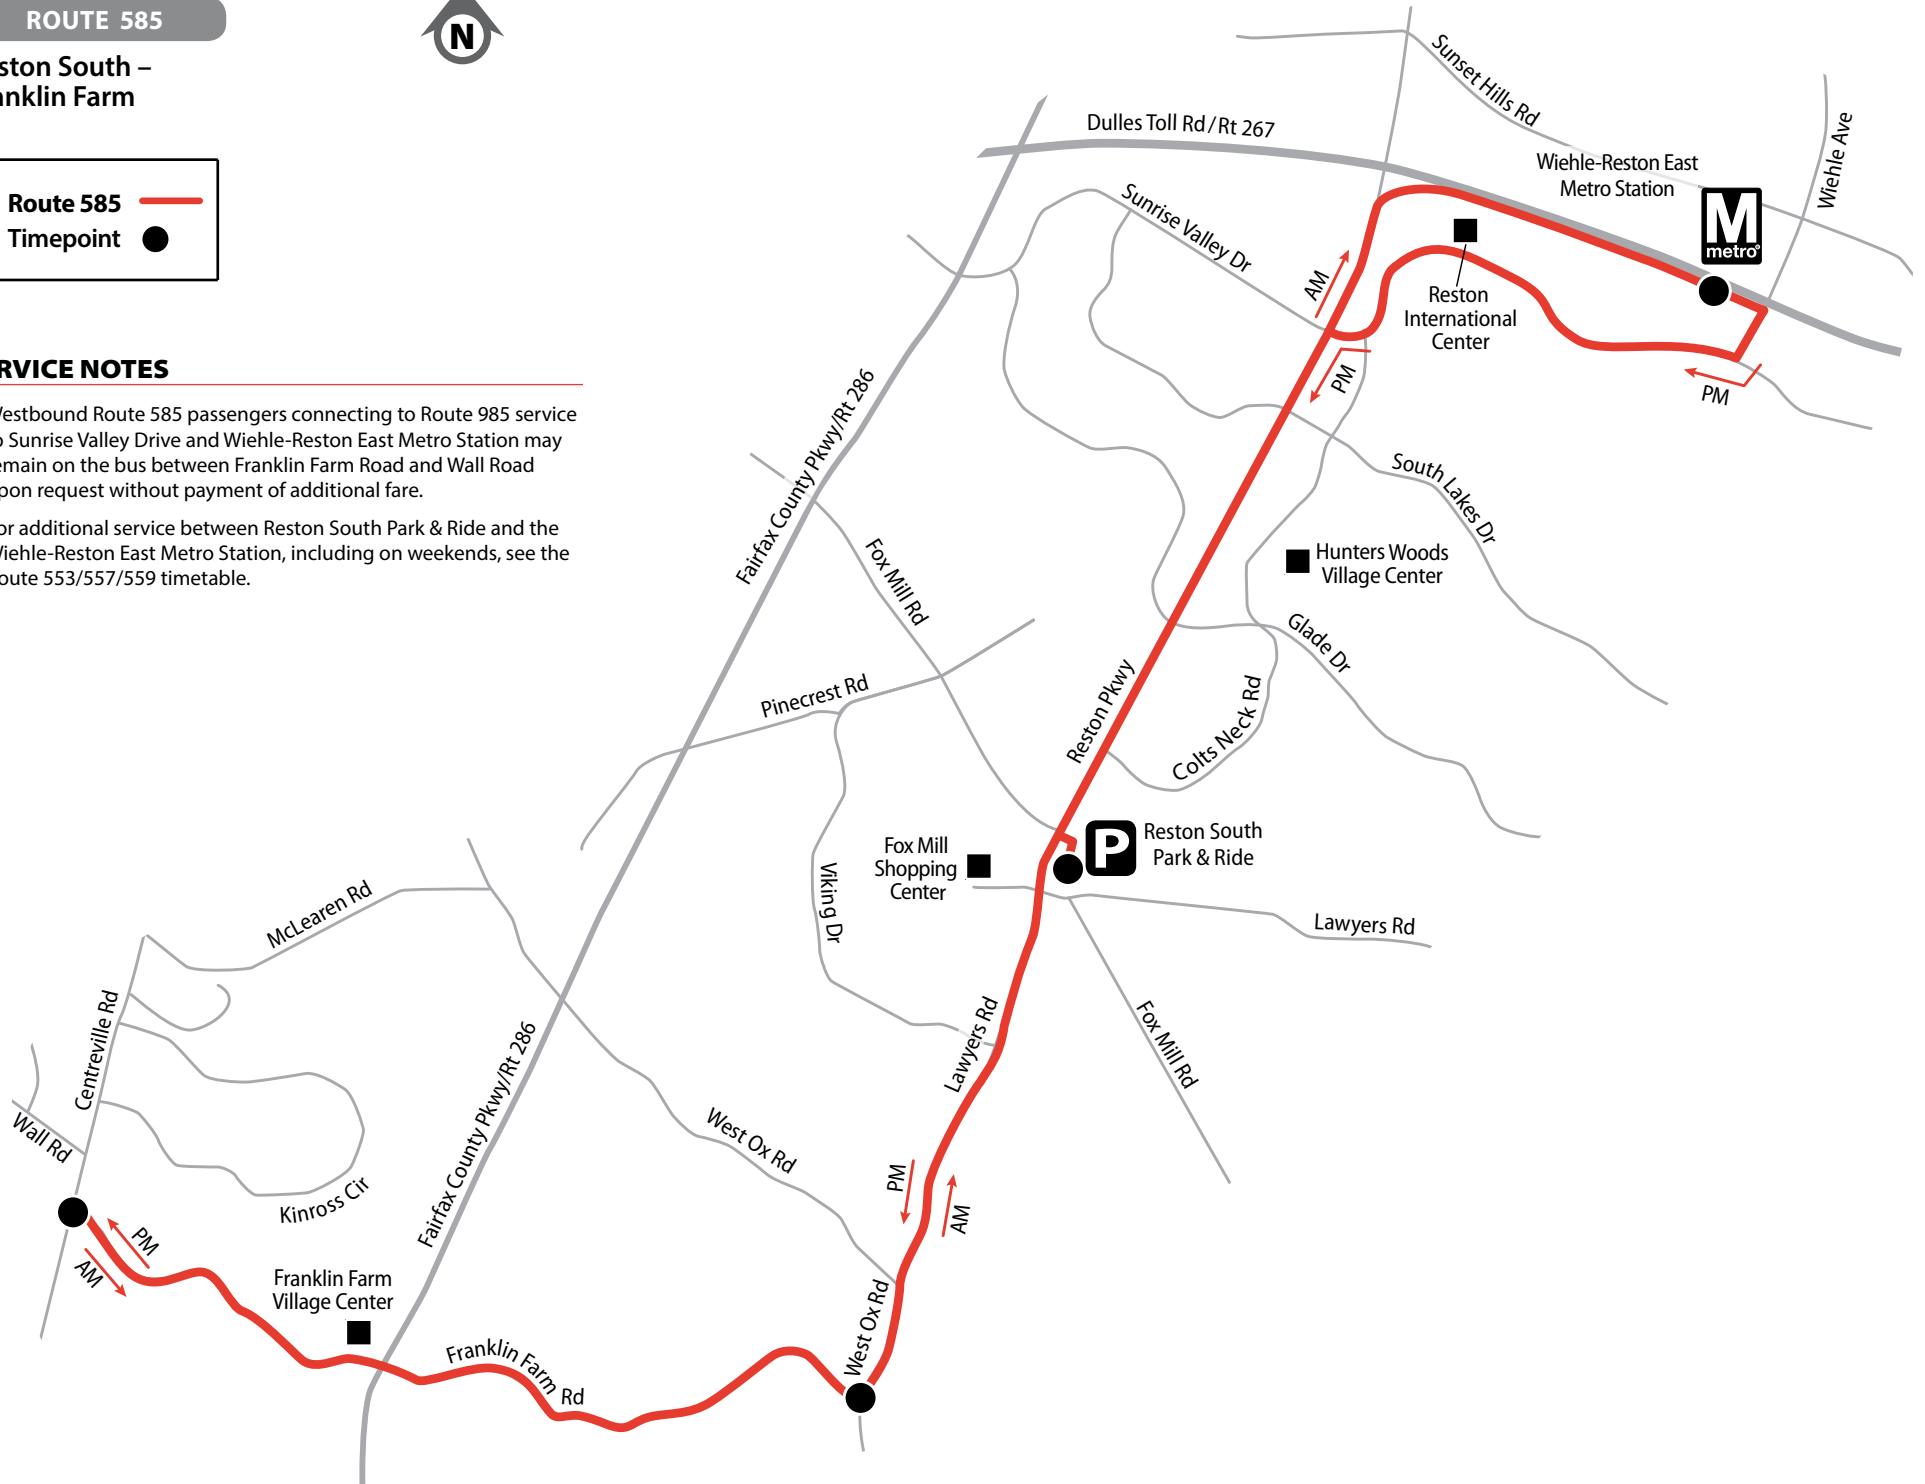 ROUTE 585
ston South –
nklin Farm
N
Route 585
Timepoint
RVICE NOTES
estbound Route 585 passengers connecting to Route 985 service
o Sunrise Valley Drive and Wiehle-Reston East Metro Station may
emain on the bus between Franklin Farm Road and Wall Road
pon request without payment of additional fare.
or additional service between Reston South Park & Ride and the
iehle-Reston East Metro Station, including on weekends, see the
oute 553/557/559 timetable.
Sunset Hills Rd
Dulles Toll Rd/Rt 267
Wiehle Ave
Wiehle-Reston East
Metro Station
M
metro
Sunrise Valley Dr
AM
Reston
International
Center
PM
PM
Fairfax County Pkwy/Rt 286
South Lakes Dr
Fox Mill Rd
Hunters Woods
Village Center
Glade Dr
Pinecrest Rd
Reston Pkwy
Colts Neck Rd
Fox Mill
Shopping
Center
P
Reston South
Park & Ride
Viking Dr
McLearen Rd
Lawyers Rd
Centreville Rd
Lawyers Rd
Fox Mill Rd
Fairfax County Pkwy/Rt 286
Wall Rd
West Ox Rd
Kinross Cir
PM
AM
PM
AM
Franklin Farm
Village Center
West Ox Rd
Franklin Farm Rd